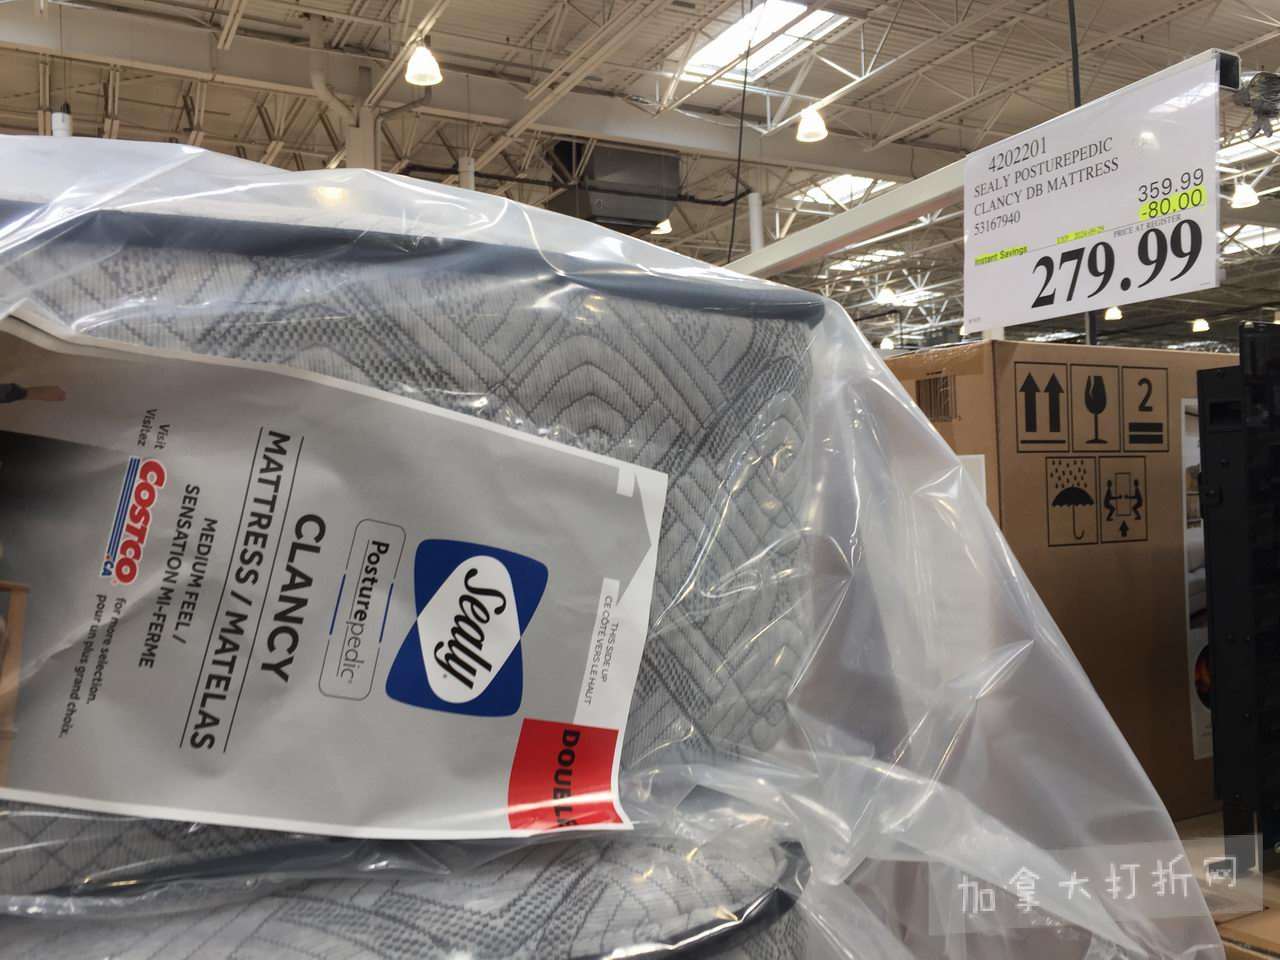 4202201
SEALY POSTUREPEDIC
CLANCY DB MATTRESS
53167940
359.99
-80.00
Instant Savings
PRICE AT REGISTER
279.99
2
THIS SIDE UP
CE CÔTÉ VERS LE HAUT
Sealy
DOUBLE
Posturepedic
CLANCY
MATTRESS / MATELAS
MEDIUM FEEL /
SENSATION MI-FERME
Visit
Visitez
COSTCO.CA
for more selection.
pour un plus grand choix.
加拿大打折网